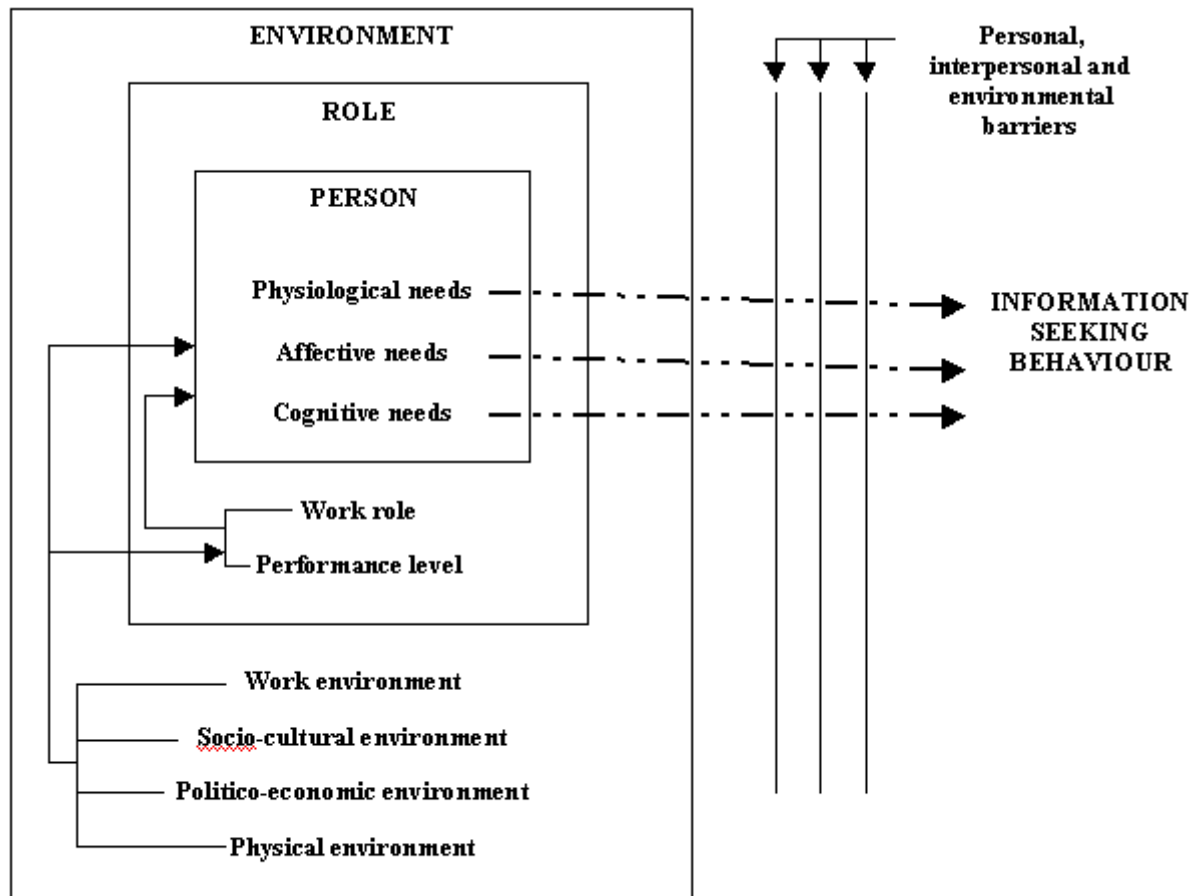 ENVIRONMENT
ROLE
PERSON
Physiological needs
Affective needs
Cognitive needs
Work role
Performance level
Work environment
Socio-cultural environment
Politico-economic environment
Physical environment
Personal,
interpersonal and
environmental
barriers
INFORMATION
SEEKING
BEHAVIOUR